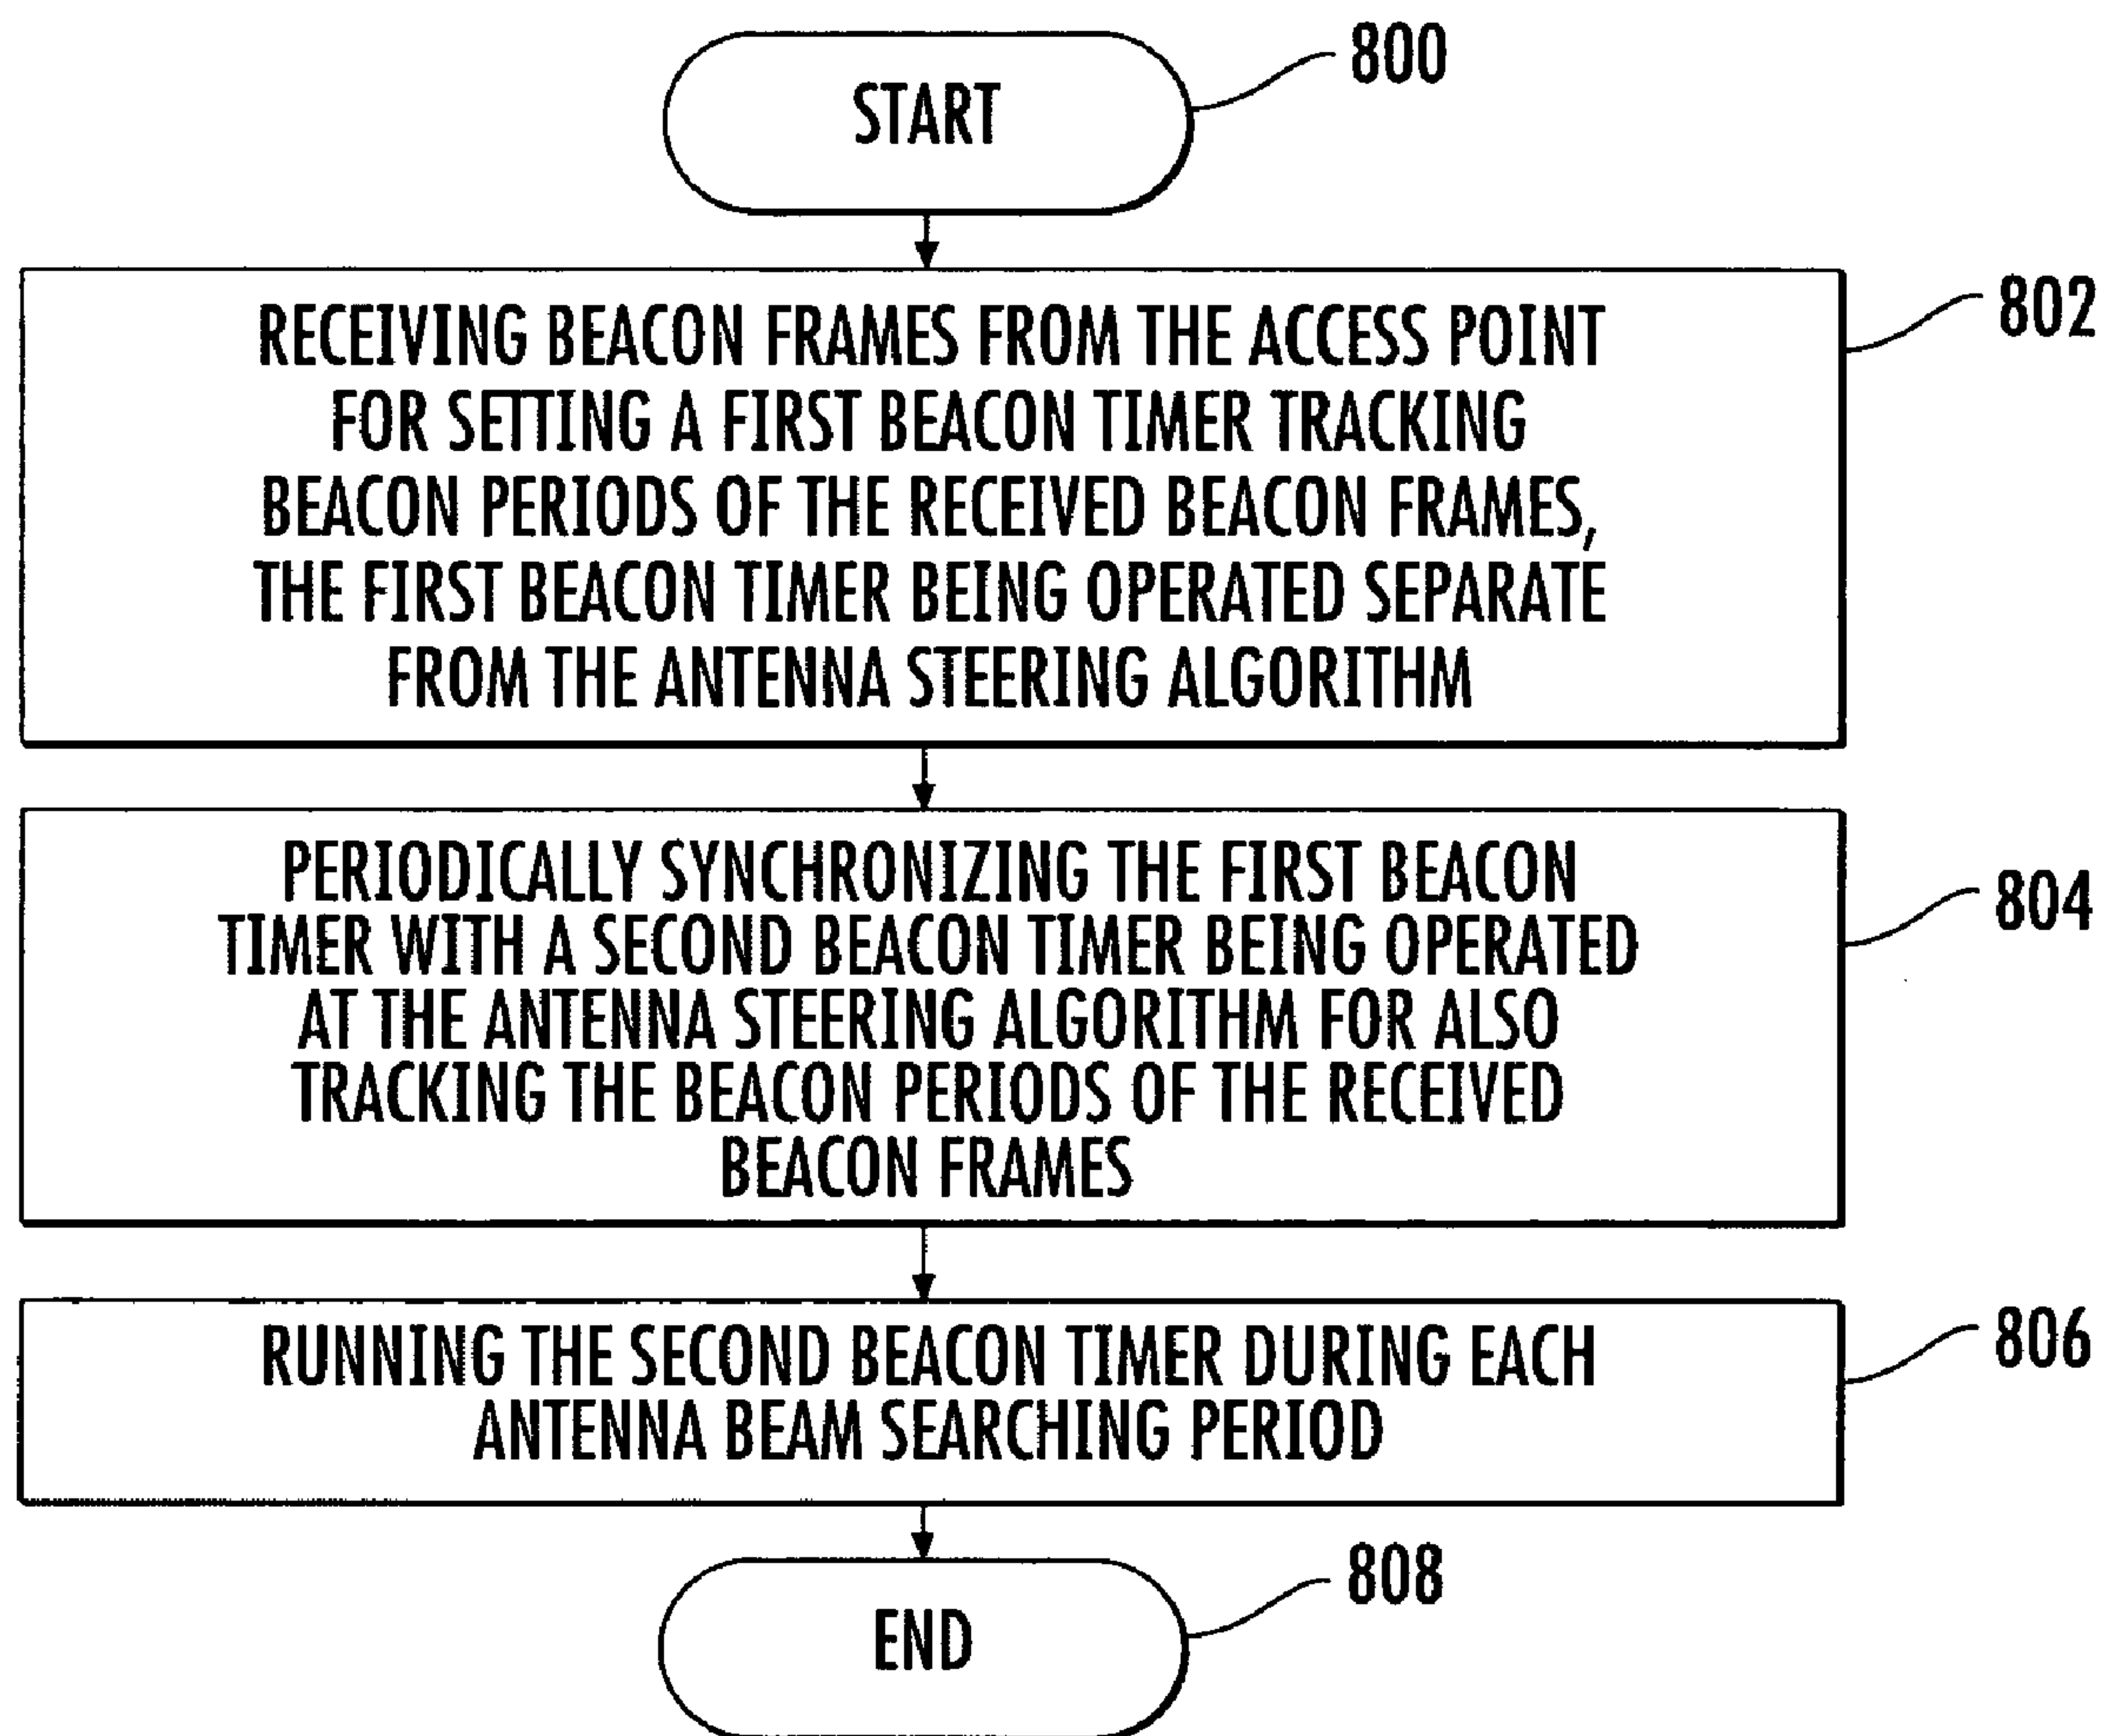 START
800
RECEIVING BEACON FRAMES FROM THE ACCESS POINT
FOR SETTING A FIRST BEACON TIMER TRACKING
BEACON PERIODS OF THE RECEIVED BEACON FRAMES,
THE FIRST BEACON TIMER BEING OPERATED SEPARATE
FROM THE ANTENNA STEERING ALGORITHM
802
PERIODICALLY SYNCHRONIZING THE FIRST BEACON
TIMER WITH A SECOND BEACON TIMER BEING OPERATED
AT THE ANTENNA STEERING ALGORITHM FOR ALSO
TRACKING THE BEACON PERIODS OF THE RECEIVED
BEACON FRAMES
804
RUNNING THE SECOND BEACON TIMER DURING EACH
ANTENNA BEAM SEARCHING PERIOD
806
END
808